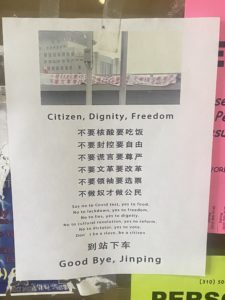 Citizen, Dignity, Freedom
不要核酸要吃饭
不要封控要自由
不要谎言要尊严
不要文革要改革
不要领袖要选票
不做奴才做公民
Say no to Covid test, yes to food.
No to lockdown, yes to freedom.
No to lies, yes to dignity.
No to cultural revolution, yes to reform.
No to dictator, yes to vote.
Don't be a slave, Be a citizen.
到站下车
Good Bye, Jinping
PERSO
(310) 50